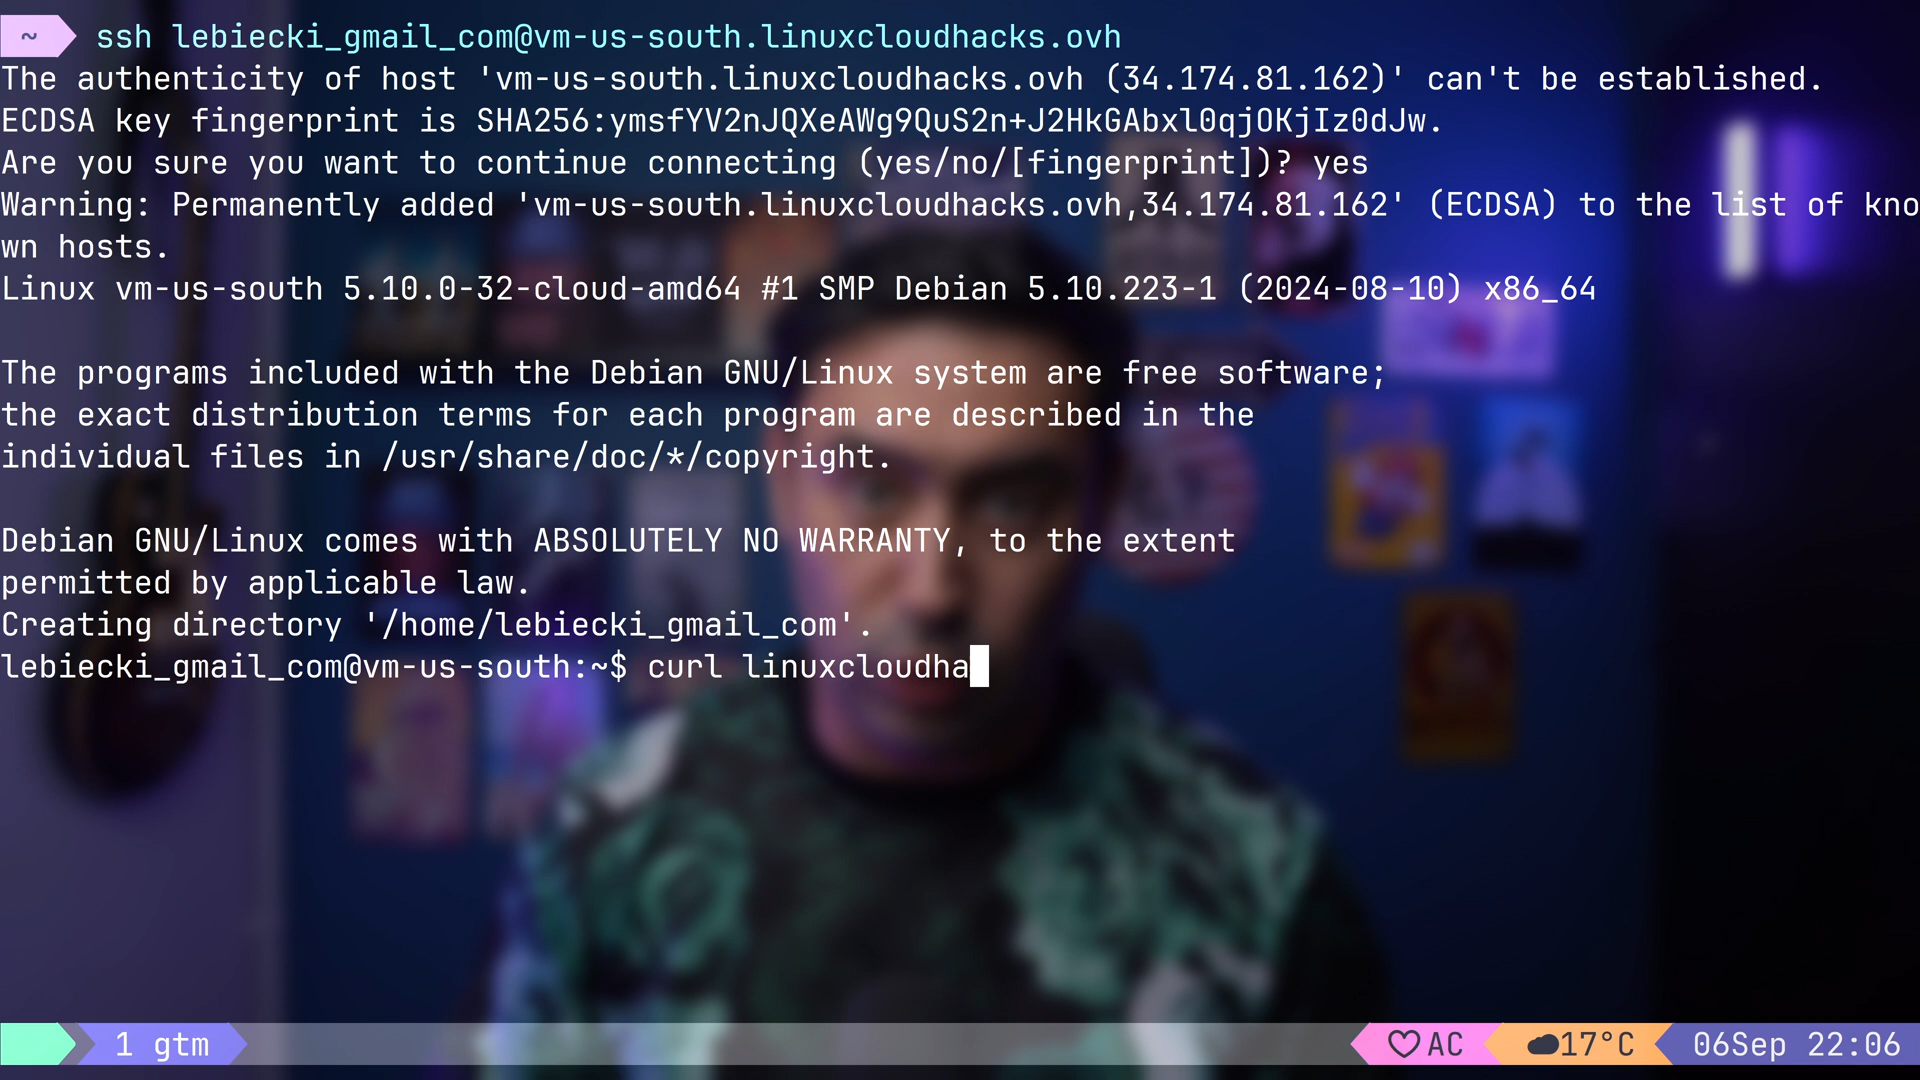 ~ ssh lebiecki_gmail_com@vm-us-south.linuxcloudhacks.ovh
The authenticity of host 'vm-us-south.linuxcloudhacks.ovh (34.174.81.162)' can't be established.
ECDSA key fingerprint is SHA256:ymsfYV2nJQXeAWg9QuS2n+J2HkGAbxl0qjOKjIz0dJw.
Are you sure you want to continue connecting (yes/no/[fingerprint])? yes
Warning: Permanently added 'vm-us-south.linuxcloudhacks.ovh,34.174.81.162' (ECDSA) to the list of kno
wn hosts.
Linux vm-us-south 5.10.0-32-cloud-amd64 #1 SMP Debian 5.10.223-1 (2024-08-10) x86_64
The programs included with the Debian GNU/Linux system are free software;
the exact distribution terms for each program are described in the
individual files in /usr/share/doc/*/copyright.
Debian GNU/Linux comes with ABSOLUTELY NO WARRANTY, to the extent
permitted by applicable law.
Creating directory '/home/lebiecki_gmail_com'.
lebiecki_gmail_com@vm-us-south:~$ curl linuxcloudha
1 gtm
AC
17°C
06Sep 22:06